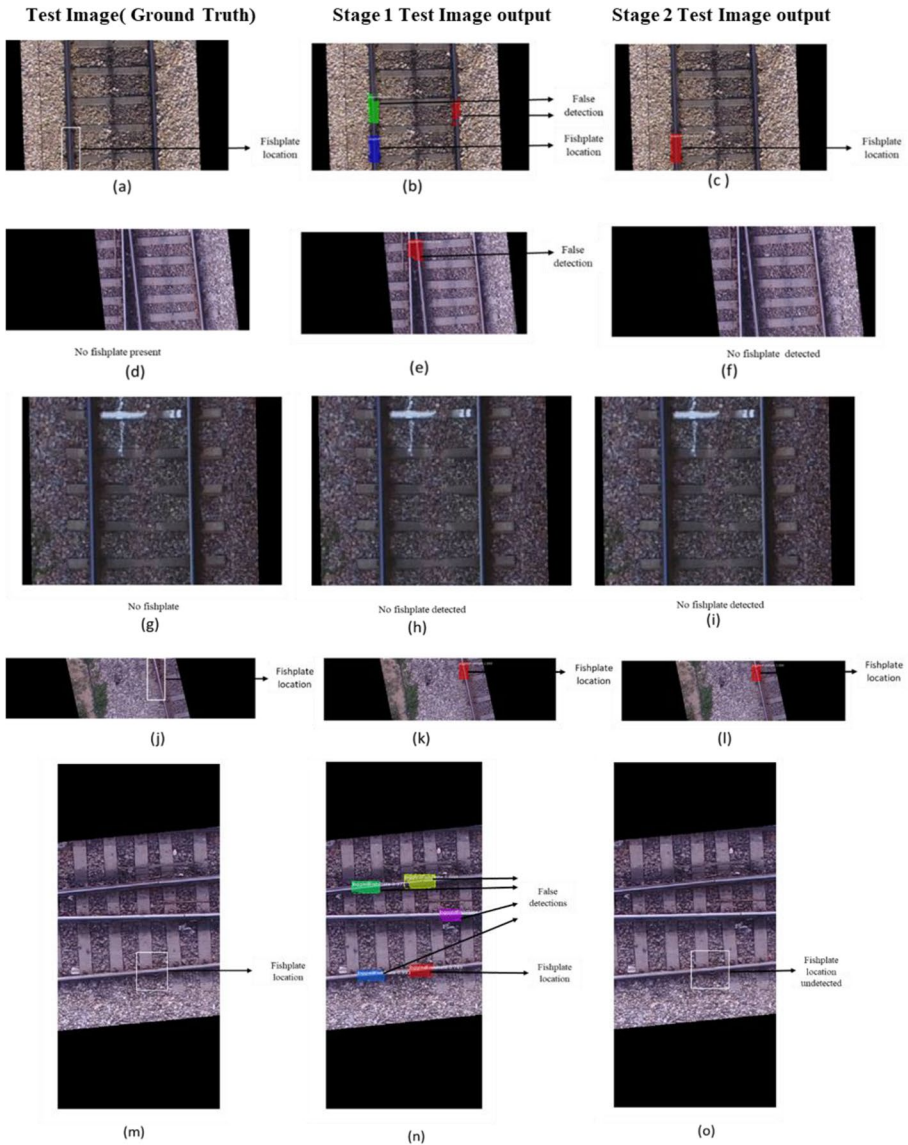 Test Image( Ground Truth)
Stage 1 Test Image output
Stage 2 Test Image output
Fishplate
location
False
detection
Fishplate
location
Fishplate
location
(a)
(b)
(c )
False
detection
No fishplate present
No fishplate detected
(d)
(e)
(f)
No fishplate
No fishplate detected
No fishplate detected
(g)
(h)
(i)
Fishplate
location
Fishplate
location
Fishplate
location
(j)
(k)
(l)
False
detections
Fishplate
location
Fishplate
location
Fishplate
location
undetected
(m)
(n)
(o)